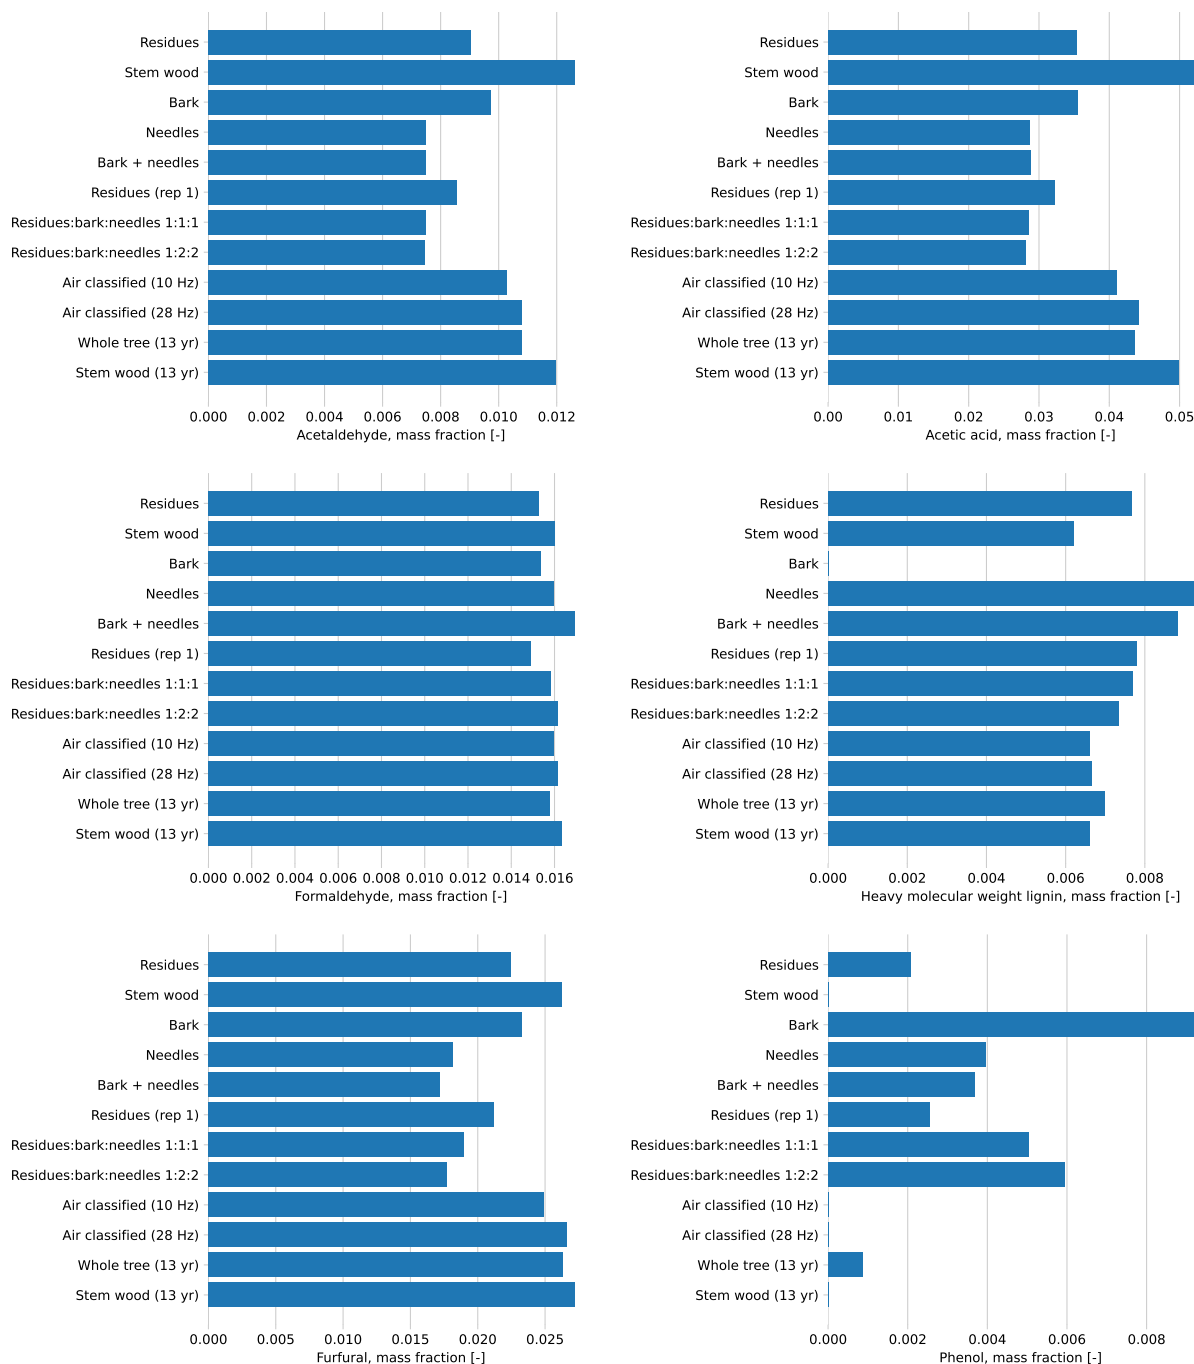 Residues
Stem wood
Bark
Needles
Bark + needles
Residues (rep 1)
Residues:bark:needles 1:1:1
Residues:bark:needles 1:2:2
Air classified (10 Hz)
Air classified (28 Hz)
Whole tree (13 yr)
Stem wood (13 yr)
0.000 0.002 0.004 0.006 0.008 0.010 0.012
Acetaldehyde, mass fraction [-]
Residues
Stem wood
Bark
Needles
Bark + needles
Residues (rep 1)
Residues:bark:needles 1:1:1
Residues:bark:needles 1:2:2
Air classified (10 Hz)
Air classified (28 Hz)
Whole tree (13 yr)
Stem wood (13 yr)
0.00 0.01 0.02 0.03 0.04 0.05
Acetic acid, mass fraction [-]
Residues
Stem wood
Bark
Needles
Bark + needles
Residues (rep 1)
Residues:bark:needles 1:1:1
Residues:bark:needles 1:2:2
Air classified (10 Hz)
Air classified (28 Hz)
Whole tree (13 yr)
Stem wood (13 yr)
0.000 0.002 0.004 0.006 0.008 0.010 0.012 0.014 0.016
Formaldehyde, mass fraction [-]
Residues
Stem wood
Bark
Needles
Bark + needles
Residues (rep 1)
Residues:bark:needles 1:1:1
Residues:bark:needles 1:2:2
Air classified (10 Hz)
Air classified (28 Hz)
Whole tree (13 yr)
Stem wood (13 yr)
0.000 0.002 0.004 0.006 0.008
Heavy molecular weight lignin, mass fraction [-]
Residues
Stem wood
Bark
Needles
Bark + needles
Residues (rep 1)
Residues:bark:needles 1:1:1
Residues:bark:needles 1:2:2
Air classified (10 Hz)
Air classified (28 Hz)
Whole tree (13 yr)
Stem wood (13 yr)
0.000 0.005 0.010 0.015 0.020 0.025
Furfural, mass fraction [-]
Residues
Stem wood
Bark
Needles
Bark + needles
Residues (rep 1)
Residues:bark:needles 1:1:1
Residues:bark:needles 1:2:2
Air classified (10 Hz)
Air classified (28 Hz)
Whole tree (13 yr)
Stem wood (13 yr)
0.000 0.002 0.004 0.006 0.008
Phenol, mass fraction [-]